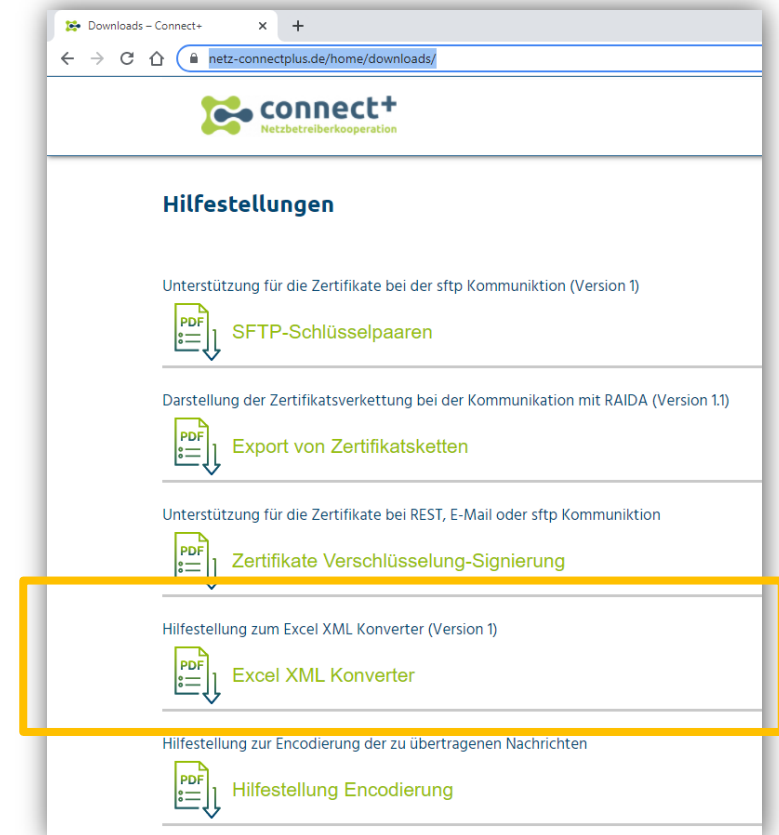 Downloads – Connect+
netz-connectplus.de/home/downloads/
connect+
Netzbetreiberkooperation
Hilfestellungen
Unterstützung für die Zertifikate bei der sftp Kommuniktion (Version 1)
PDF
SFTP-Schlüsselpaaren
Darstellung der Zertifikatsverkettung bei der Kommunikation mit RAIDA (Version 1.1)
PDF
Export von Zertifikatsketten
Unterstützung für die Zertifikate bei REST, E-Mail oder sftp Kommuniktion
PDF
Zertifikate Verschlüsselung-Signierung
Hilfestellung zum Excel XML Konverter (Version 1)
PDF
Excel XML Konverter
Hilfestellung zur Encodierung der zu übertragenen Nachrichten
PDF
Hilfestellung Encodierung